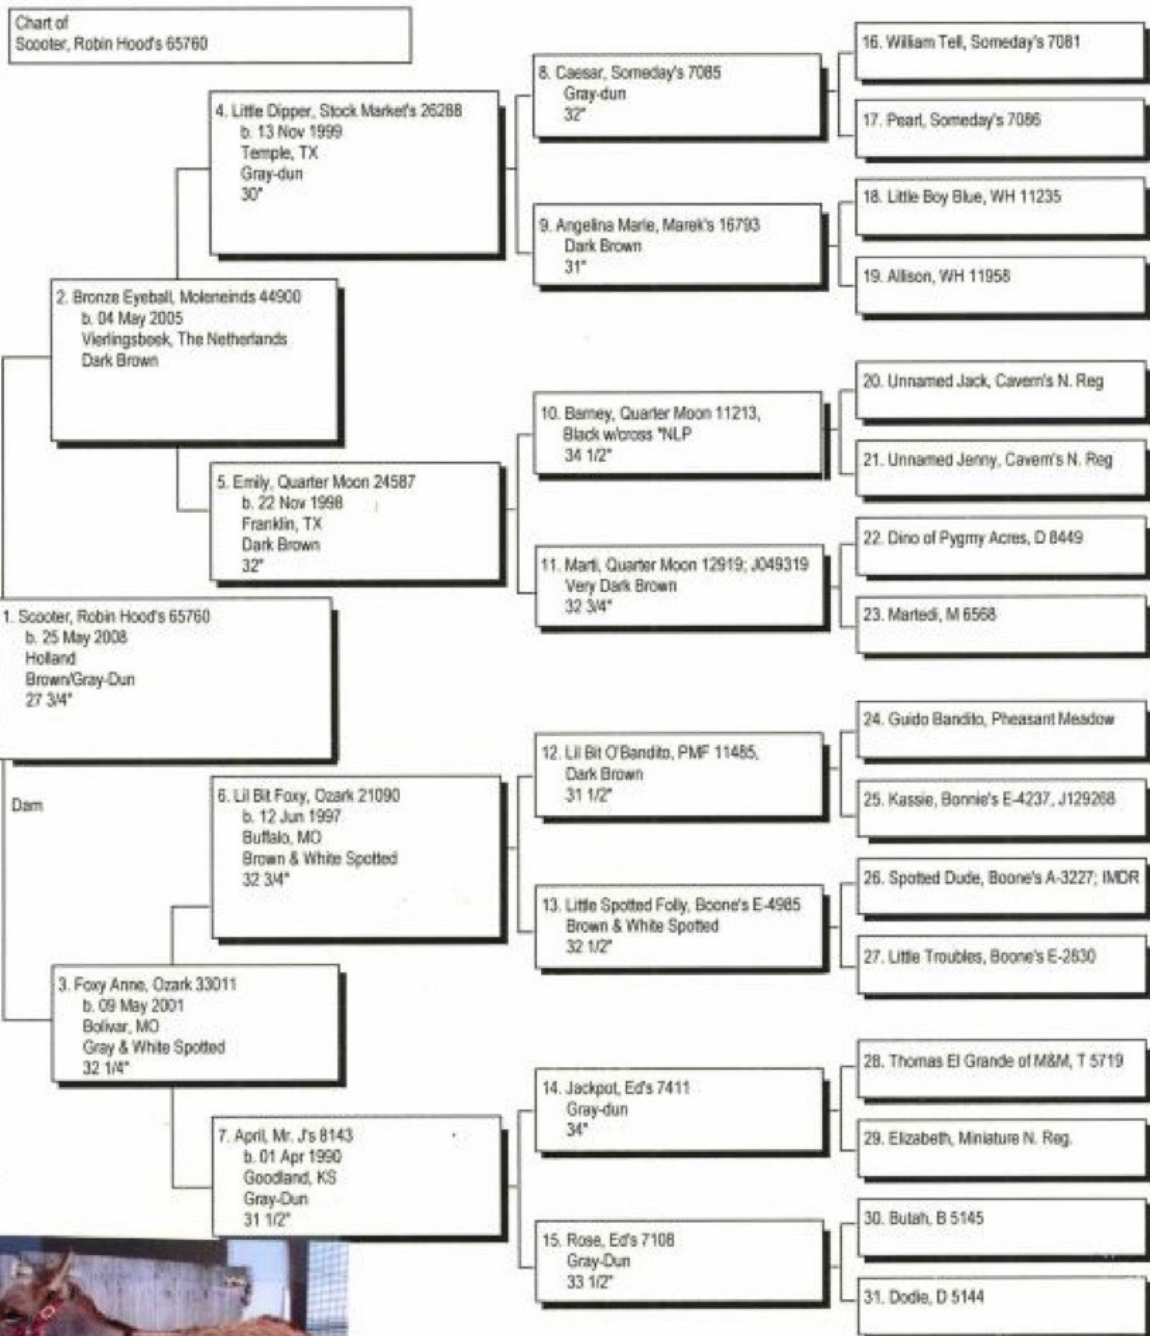 Chart of
Scooter, Robin Hood's 65760
16. William Tell, Someday's 7081
8. Caesar, Someday's 7085
Gray-dun
32"
17. Pearl, Someday's 7086
4. Little Dipper, Stock Market's 26288
b. 13 Nov 1999
Temple, TX
Gray-dun
30"
18. Little Boy Blue, WH 11235
9. Angelina Marie, Marek's 16793
Dark Brown
31"
19. Allison, WH 11958
2. Bronze Eyeball, Moleneinds 44900
b. 04 May 2005
Vierlingsbeek, The Netherlands
Dark Brown
20. Unnamed Jack, Cavern's N. Reg
10. Barney, Quarter Moon 11213,
Black w/cross *NLP
34 1/2"
21. Unnamed Jenny, Cavern's N. Reg
5. Emily, Quarter Moon 24587
b. 22 Nov 1998
Franklin, TX
Dark Brown
32"
22. Dino of Pygmy Acres, D 8449
11. Marti, Quarter Moon 12919; J049319
Very Dark Brown
32 3/4"
23. Martedi, M 6568
1. Scooter, Robin Hood's 65760
b. 25 May 2008
Holland
Brown/Gray-Dun
27 3/4"
24. Guido Bandito, Pheasant Meadow
12. Lil Bit O'Bandito, PMF 11485,
Dark Brown
31 1/2"
25. Kassie, Bonnie's E-4237, J129268
Dam
6. Lil Bit Foxy, Ozark 21090
b. 12 Jun 1997
Buffalo, MO
Brown & White Spotted
32 3/4"
26. Spotted Dude, Boone's A-3227; IMDR
13. Little Spotted Folly, Boone's E-4985
Brown & White Spotted
32 1/2"
27. Little Troubles, Boone's E-2830
3. Foxy Anne, Ozark 33011
b. 09 May 2001
Bolivar, MO
Gray & White Spotted
32 1/4"
28. Thomas El Grande of M&M, T 5719
14. Jackpot, Ed's 7411
Gray-dun
34"
29. Elizabeth, Miniature N. Reg.
7. April, Mr. J's 8143
b. 01 Apr 1990
Goodland, KS
Gray-Dun
31 1/2"
30. Butah, B 5145
15. Rose, Ed's 7108
Gray-Dun
33 1/2"
31. Dodie, D 5144